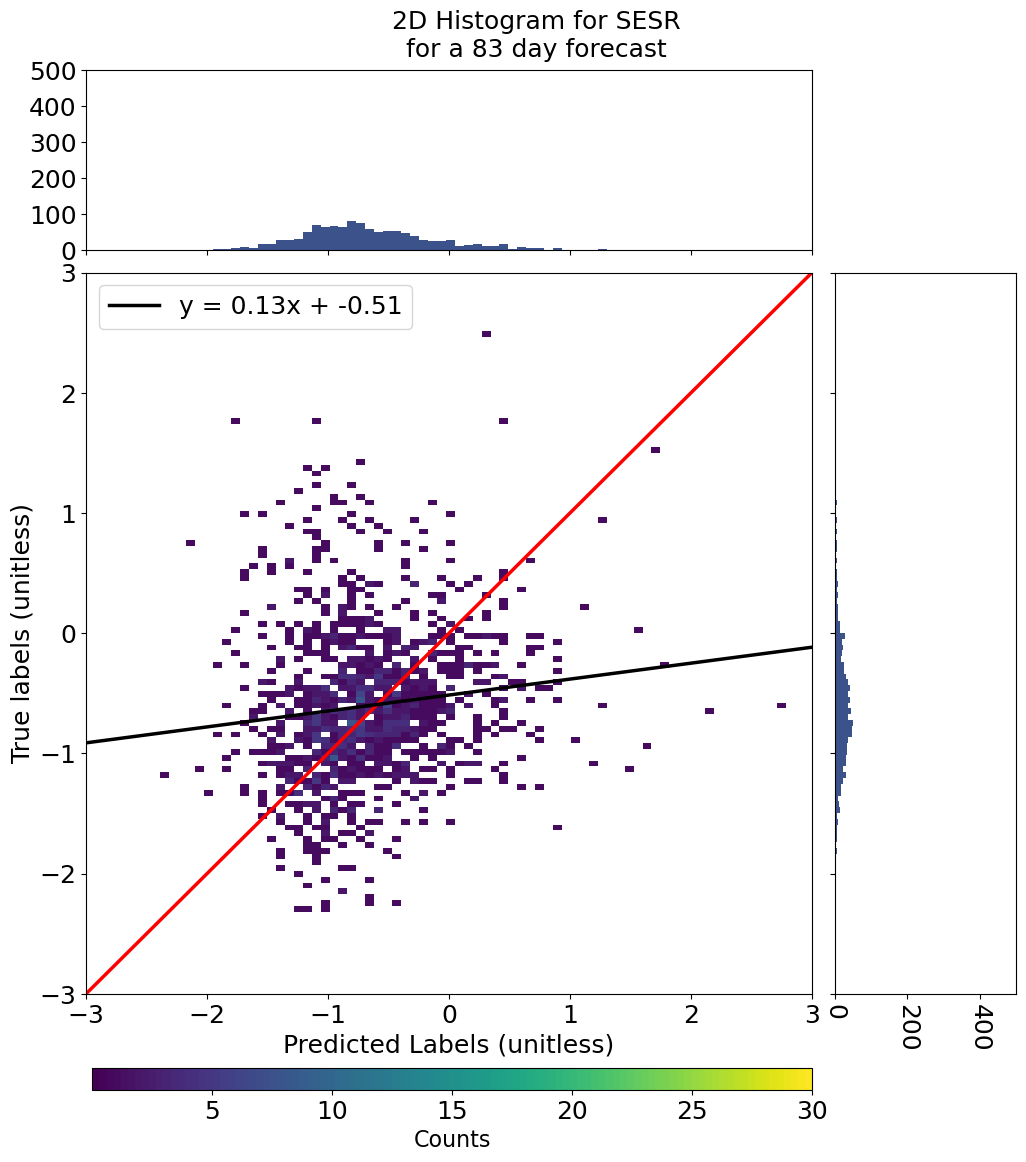 2D Histogram for SESR
for a 83 day forecast
500
400
300
200
100
0
3
2
1
0
−1
−2
−3
True labels (unitless)
y = 0.13x + -0.51
−3 −2 −1 0 1 2 3
Predicted Labels (unitless)
0 200 400
5 10 15 20 25 30
Counts